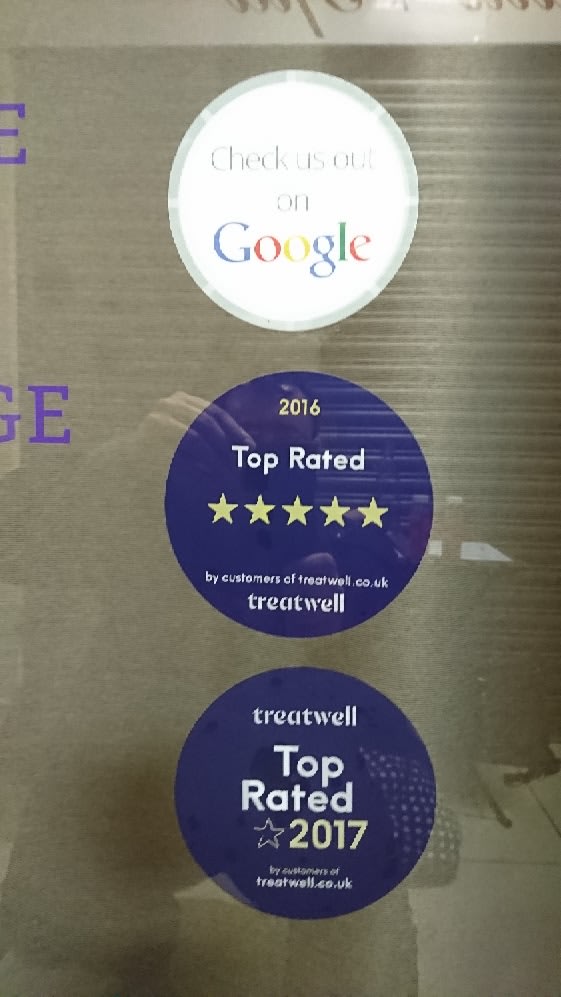 E
GE
Check us out
on
Google
2016
Top Rated
by customers of treatwell.co.uk
treatwell
treatwell
Top
Rated
2017
by customers of
treatwell.co.uk